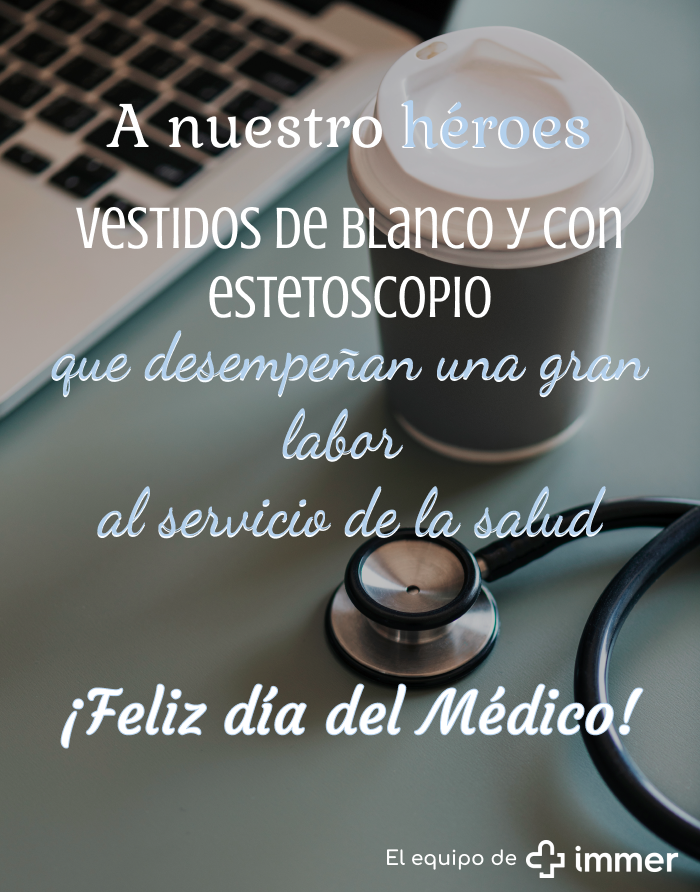 A nuestro héroes
vestidos de blanco y con
estetoscopio
que desempeñan una gran
labor
al servicio de la salud
¡Feliz día del Médico!
El equipo de immer